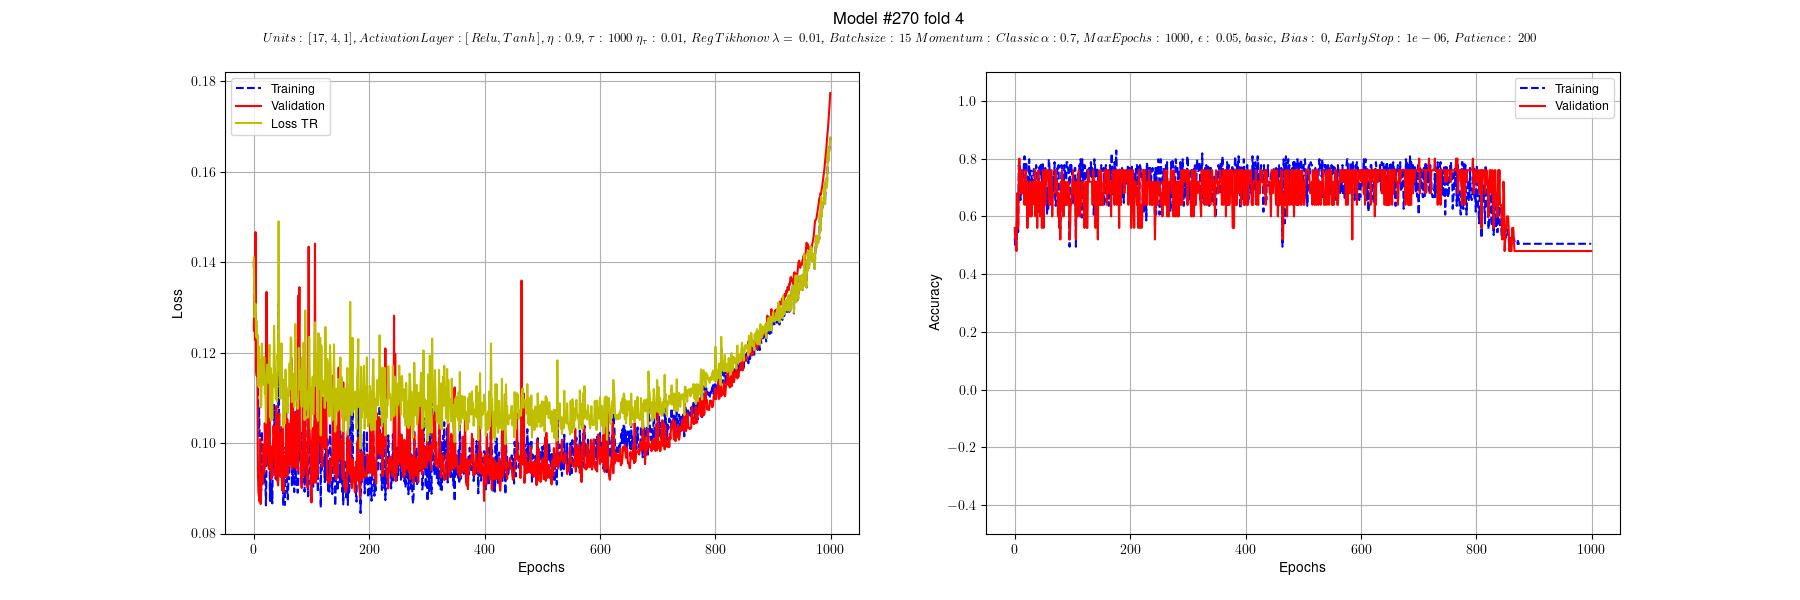 Model #270 fold 4
Units : [17, 4, 1], ActivationLayer : [ Relu, Tanh ], η : 0.9, τ : 1000 ητ : 0.01, RegTikhonov λ = 0.01, Batchsize : 15 Momentum : Classic α : 0.7, MaxEpochs : 1000, ϵ : 0.05, basic, Bias : 0, EarlyStop : 1e − 06, Patience : 200
0.18
0.16
0.14
0.12
0.10
0.08
Loss
Training
Validation
Loss TR
0 200 400 600 800 1000
Epochs
1.0
0.8
0.6
0.4
0.2
0.0
−0.2
−0.4
Accuracy
Training
Validation
0 200 400 600 800 1000
Epochs